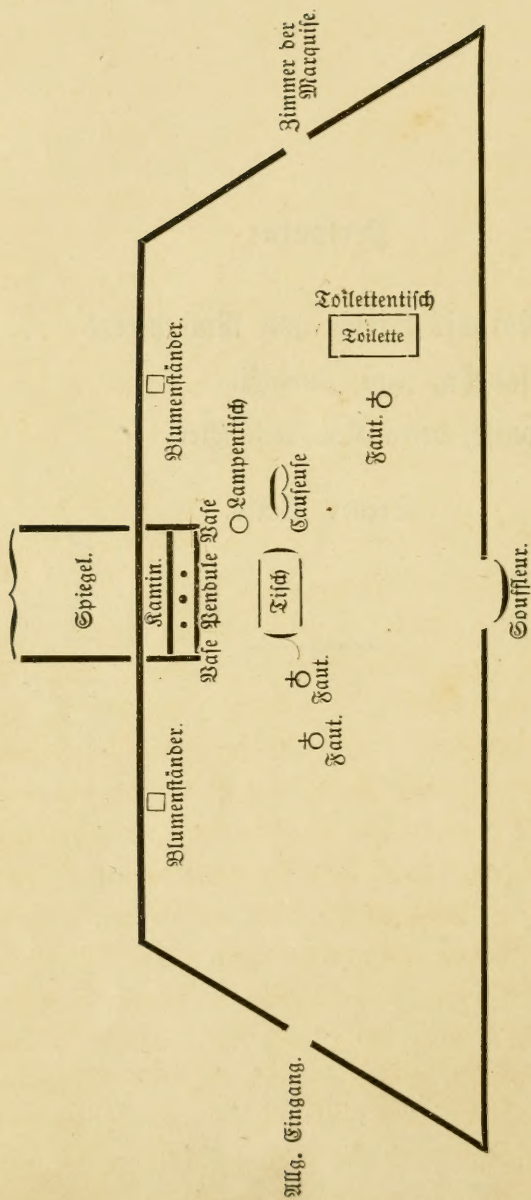 Spiegel.
Kamin.
Vase Pendule Vase
Blumenständer.
Blumenständer.
Lampentisch
Zimmer der
Marquise.
Allg. Eingang.
Faut.
Faut.
Tisch
Causeuse
Toilettentisch
Toilette
Faut.
Souffleur.